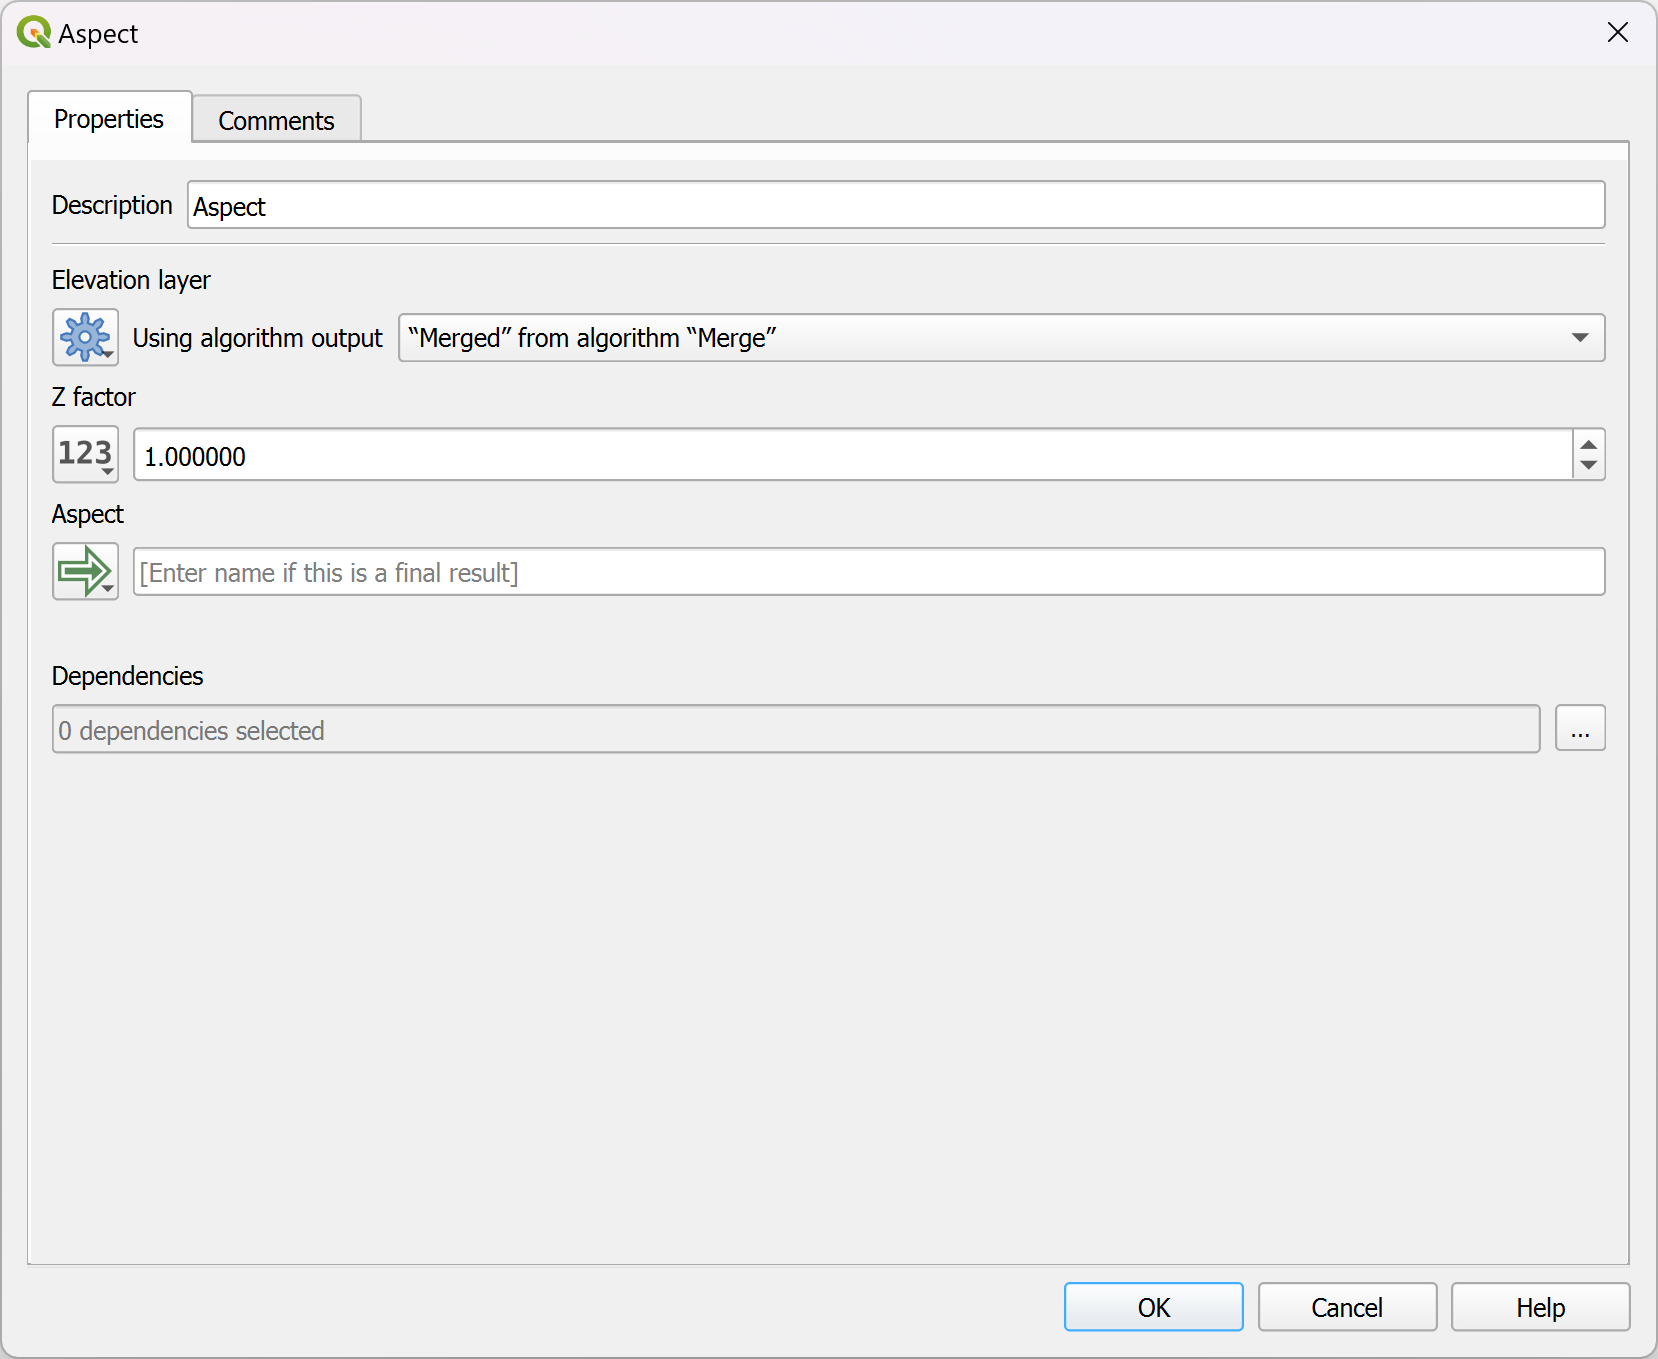 Aspect
Properties
Comments
Description
Aspect
Elevation layer
Using algorithm output
“Merged” from algorithm “Merge”
Z factor
123
1.000000
Aspect
[Enter name if this is a final result]
Dependencies
0 dependencies selected
...
OK
Cancel
Help